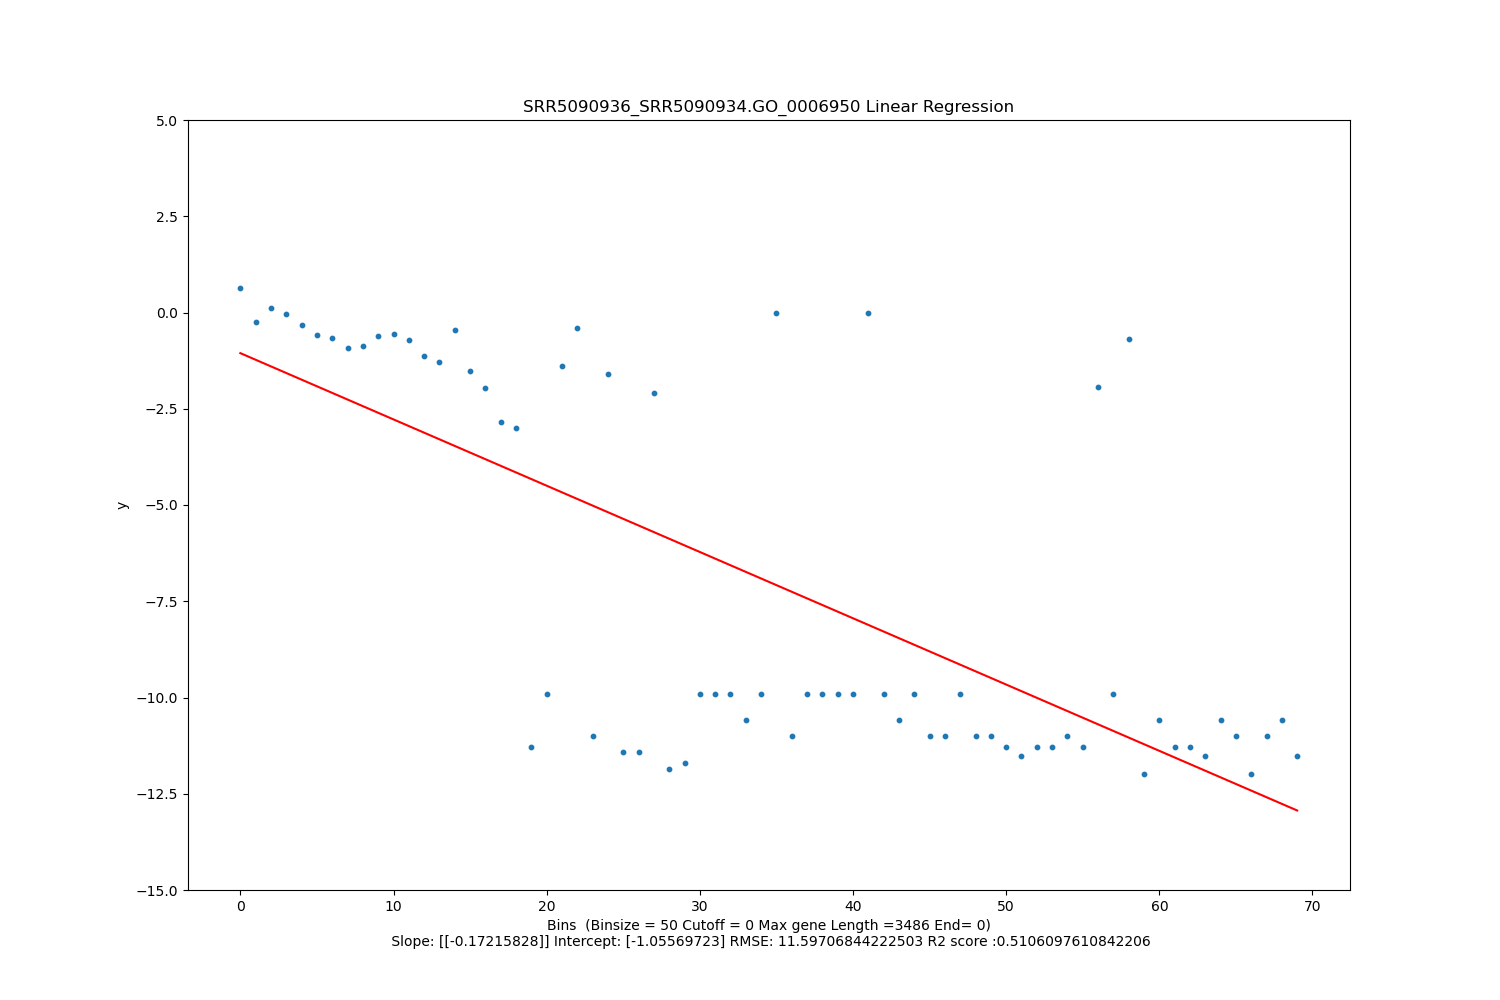 SRR5090936_SRR5090934.GO_0006950 Linear Regression
5.0
2.5
0.0
−2.5
y
−5.0
−7.5
−10.0
−12.5
−15.0
0 10 20 30 40 50 60 70
Bins  (Binsize = 50 Cutoff = 0 Max gene Length =3486 End= 0)
Slope: [[-0.17215828]] Intercept: [-1.05569723] RMSE: 11.59706844222503 R2 score :0.5106097610842206